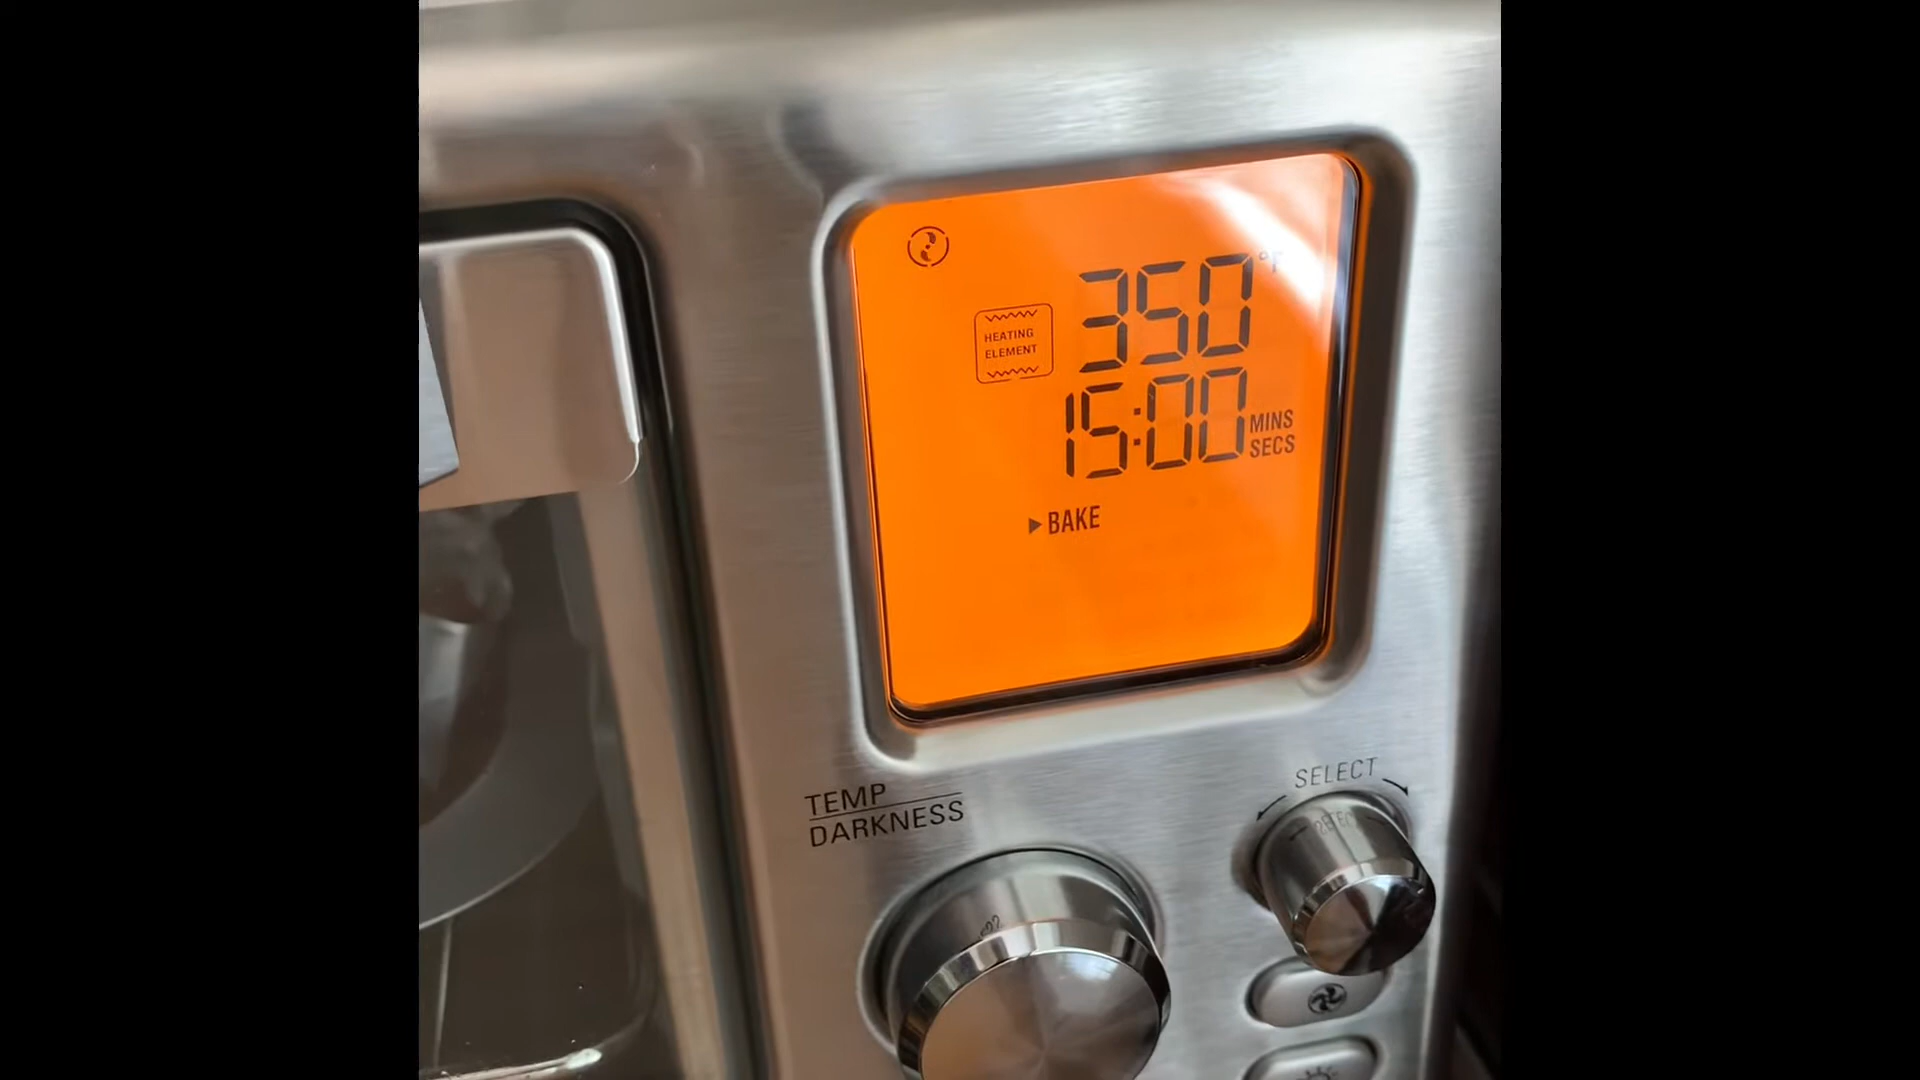 350°F
HEATING
ELEMENT
15:00 MINS
SECS
▶BAKE
SELECT
TEMP
DARKNESS